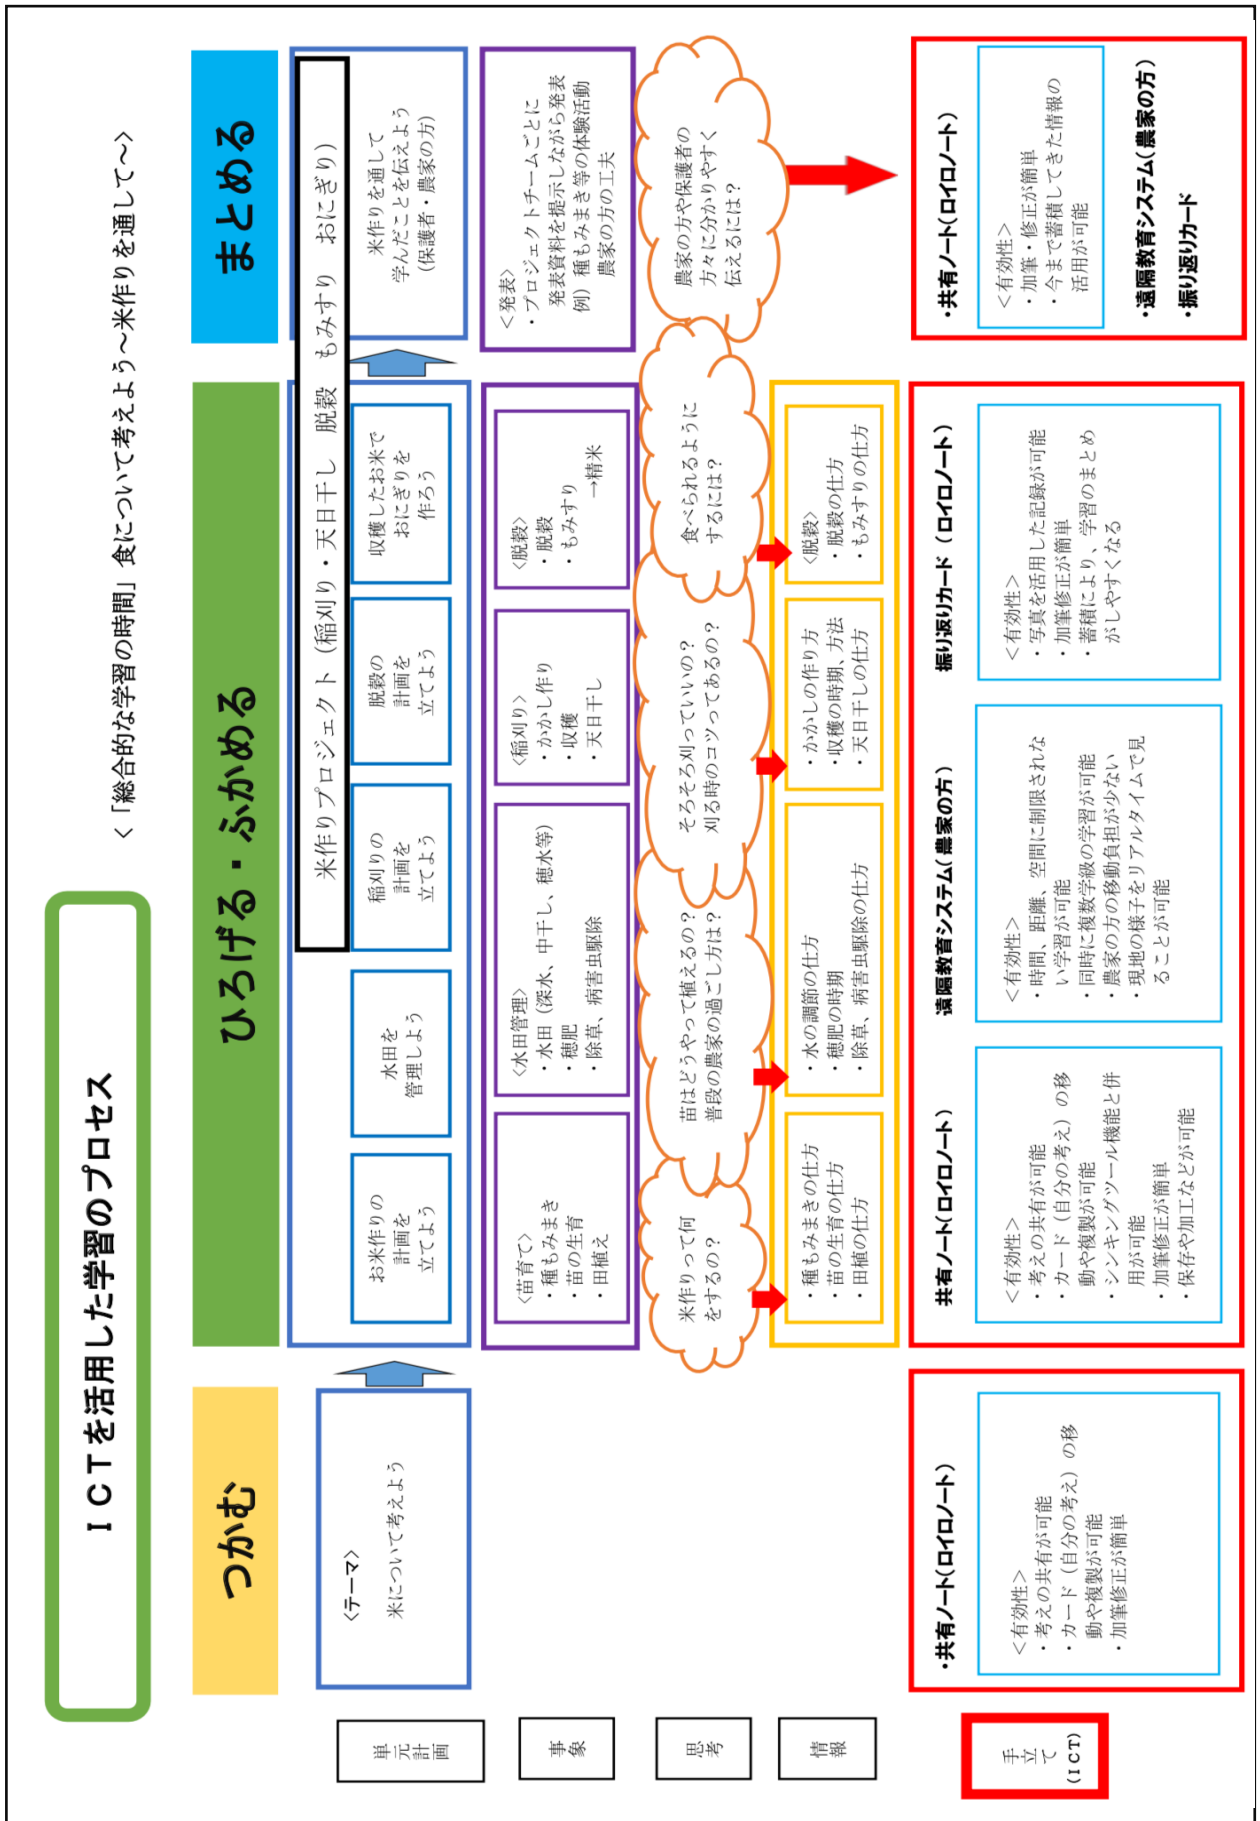 ＩＣＴを活用した学習のプロセス
＜「総合的な学習の時間」食について考えよう～米作りを通して～＞
つかむ
ひろげる・ふかめる
まとめる
単元計画
＜テーマ＞
米について考えよう
米作りプロジェクト（稲刈り・天日干し　脱穀　もみすり　おにぎり）
お米作りの
計画を
立てよう
水田を
管理しよう
稲刈りの
計画を
立てよう
脱穀の
計画を
立てよう
収穫したお米で
おにぎりを
作ろう
米作りを通して
学んだことを伝えよう
（保護者・農家の方）
事象
＜苗育て＞
・種もみまき
・苗の生育
・田植え
＜水田管理＞
・水田（深水、中干し、穂水等）
・穂肥
・除草、病害虫駆除
＜稲刈り＞
・かかし作り
・収穫
・天日干し
＜脱穀＞
・脱穀
・もみすり
→精米
＜発表＞
・プロジェクトチームごとに
発表資料を提示しながら発表
例）種もみまき等の体験活動
農家の方の工夫
思考
米作りって何
をするの？
苗はどうやって植えるの？
普段の農家の過ごし方は？
そろそろ刈っていいの？
刈る時のコツってあるの？
食べられるように
するには？
農家の方や保護者の
方々に分かりやすく
伝えるには？
情報
・種もみまきの仕方
・苗の生育の仕方
・田植の仕方
・水の調節の仕方
・穂肥の時期
・除草、病害虫駆除の仕方
・かかしの作り方
・収穫の時期、方法
・天日干しの仕方
＜脱穀＞
・脱穀の仕方
・もみすりの仕方
手立て
（ＩＣＴ）
・共有ノート（ロイロノート）
＜有効性＞
・考えの共有が可能
・カード（自分の考え）の移
動や複製が可能
・加筆修正が簡単
共有ノート（ロイロノート）
＜有効性＞
・考えの共有が可能
・カード（自分の考え）の移
動や複製が可能
・シンキングツール機能と併
用が可能
・加筆修正が簡単
・保存や加工などが可能
遠隔教育システム（農家の方）
＜有効性＞
・時間、距離、空間に制限されな
い学習が可能
・同時に複数学級の学習が可能
・農家の方の移動負担が少ない
・現地の様子をリアルタイムで見
ることが可能
振り返りカード（ロイロノート）
＜有効性＞
・写真を活用した記録が可能
・加筆修正が簡単
・蓄積により、学習のまとめ
がしやすくなる
・共有ノート（ロイロノート）
＜有効性＞
・加筆・修正が簡単
・今まで蓄積してきた情報の
活用が可能
・遠隔教育システム（農家の方）
・振り返りカード